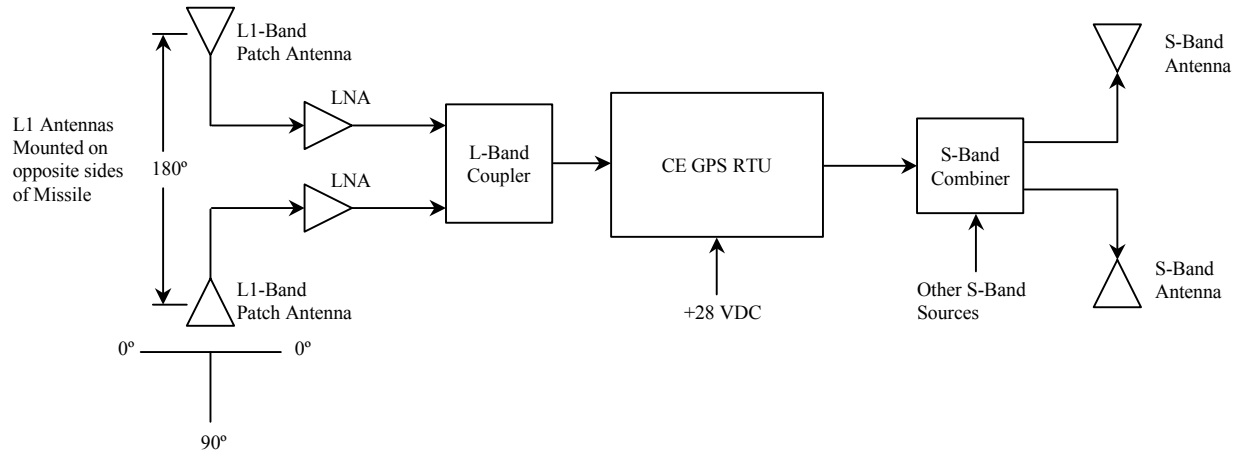 L1-Band
Patch Antenna
S-Band
Antenna
LNA
L1 Antennas
Mounted on
opposite sides
of Missile
180º
L-Band
Coupler
CE GPS RTU
S-Band
Combiner
LNA
L1-Band
Patch Antenna
+28 VDC
Other S-Band
Sources
S-Band
Antenna
0º
0º
90º